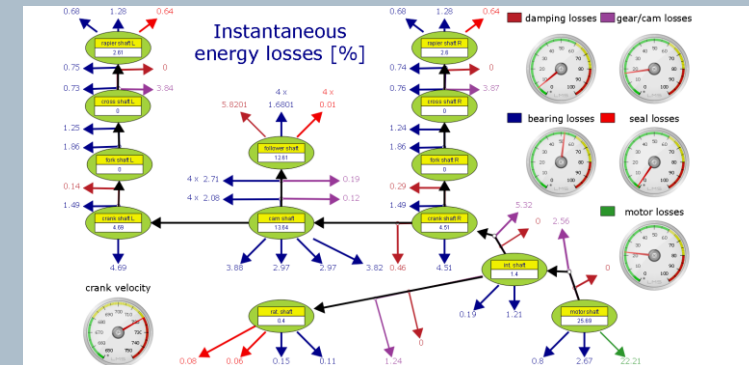 0.68 1.28 0.64
Instantaneous
energy losses [%]
0.68 1.28 0.64
damping losses
gear/cam losses
rapier shaft L
2.61
rapier shaft R
2.6
0.75 0
0.73 3.84
0.74 0
0.76 3.87
cross shaft L
0
cross shaft R
0
4 x 4 x
5.8201 1.6801 0.01
bearing losses
seal losses
1.25
1.86
1.24
1.86
follower shaft
12.61
fork shaft L
0
fork shaft R
0
0.14
1.49
4 x 2.71 0.19
4 x 2.08 0.12
0.29
1.49
crank shaft L
4.69
cam shaft
13.64
crank shaft R
4.51
5.32
0
2.56
motor losses
4.69
3.88 2.97 2.97 3.82 0.46 4.51
int. shaft
1.4
0
crank velocity
0.19 1.21
rat. shaft
0.4
motor shaft
25.69
0
0.08 0.06 0.15 0.11 1.24
0.8 2.67 22.21